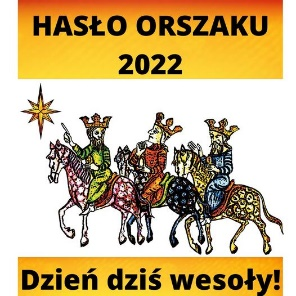 HASŁO ORSZAKU
2022
Dzień dziś wesoły!